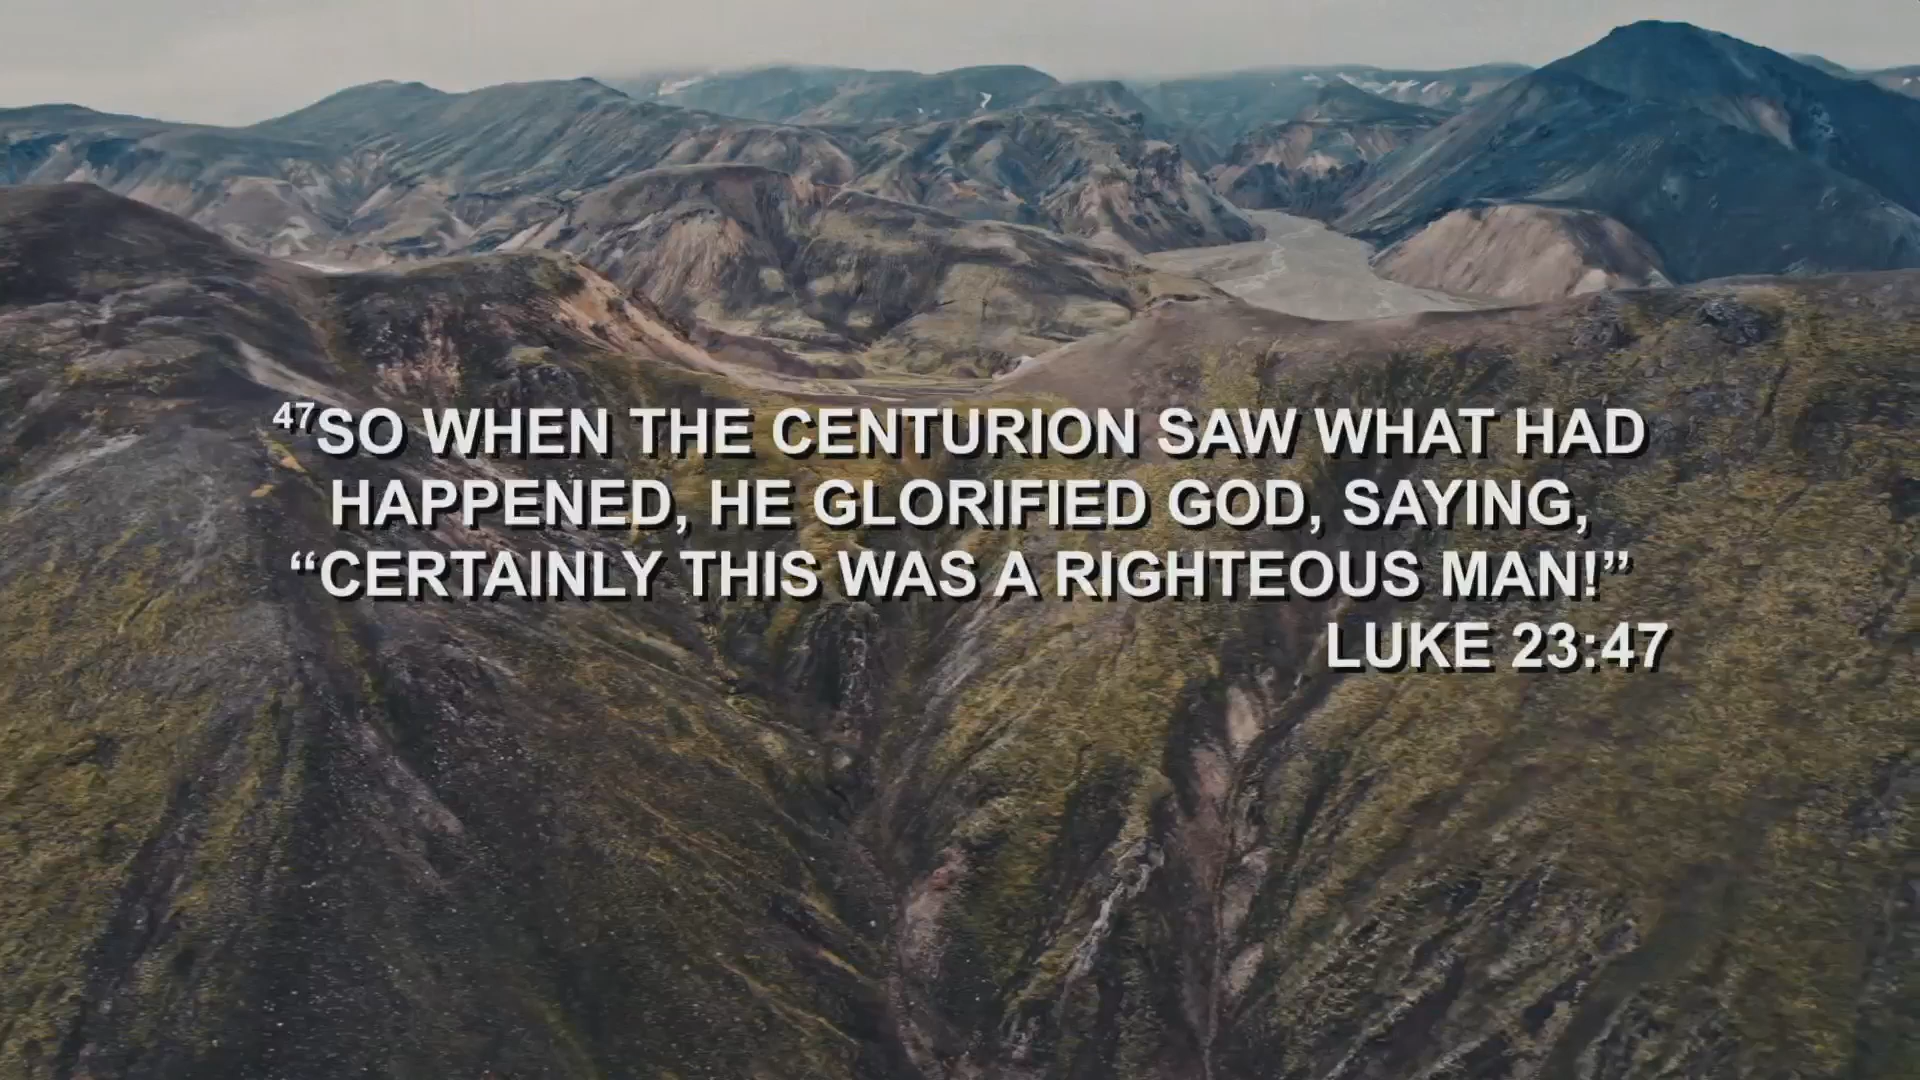 ⁴⁷SO WHEN THE CENTURION SAW WHAT HAD
HAPPENED, HE GLORIFIED GOD, SAYING,
“CERTAINLY THIS WAS A RIGHTEOUS MAN!”
LUKE 23:47